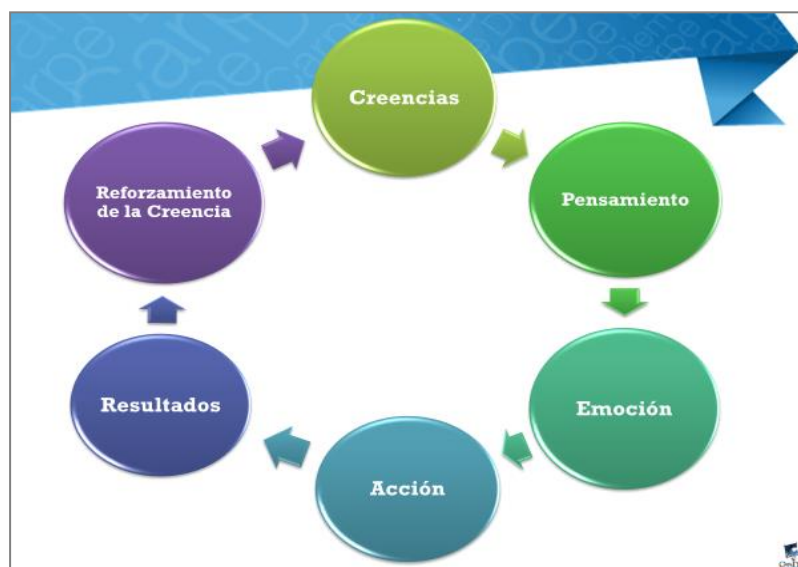 Creencias
Pensamiento
Emoción
Acción
Resultados
Reforzamiento
de la Creencia